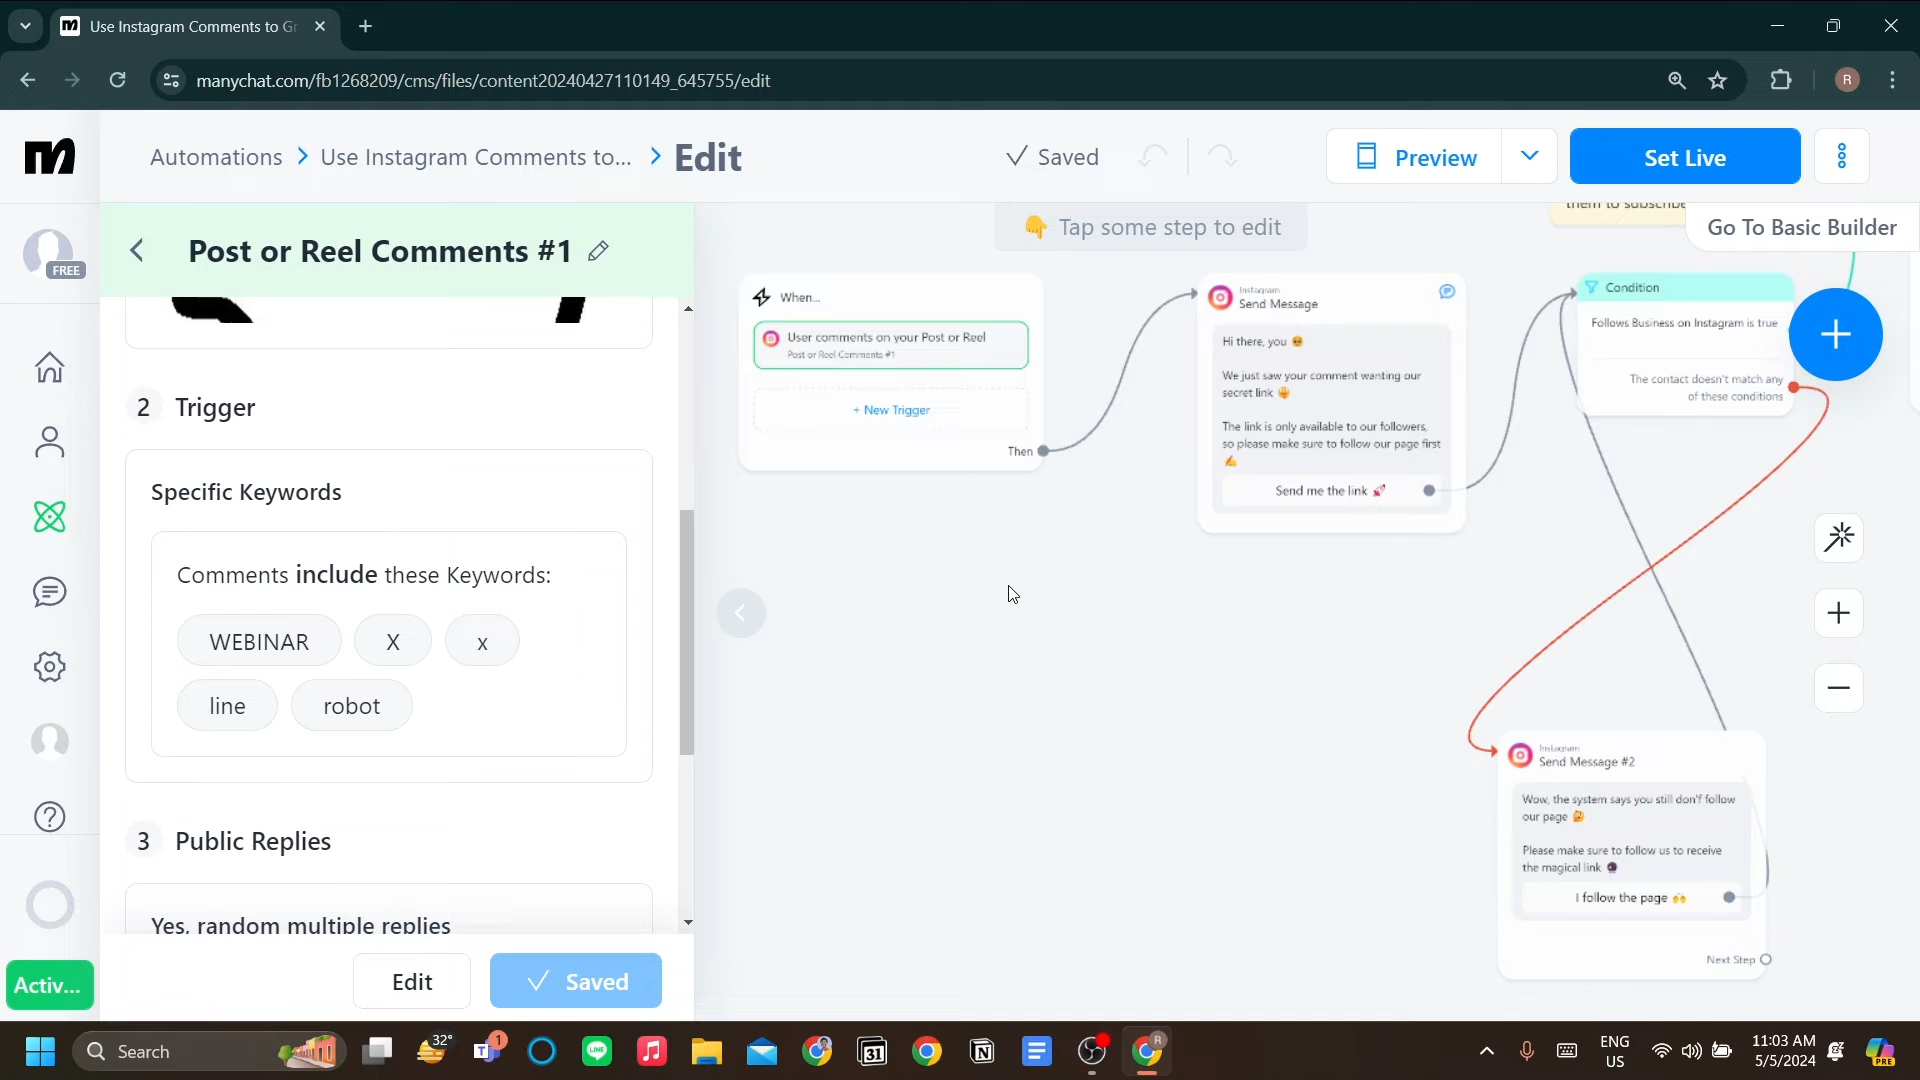 Use Instagram Comments to Gr
manychat.com/fb1268209/cms/files/content20240427110149_645755/edit
R
Automations > Use Instagram Comments to... > Edit
Saved
Preview
Set Live
FREE
Activ...
Post or Reel Comments #1
2 Trigger
Specific Keywords
Comments include these Keywords:
WEBINAR X x
line robot
3 Public Replies
Yes, random multiple replies
Edit Saved
👇 Tap some step to edit
them to subscribe
Go To Basic Builder
When...
User comments on your Post or Reel
Post or Reel Comments #1
+ New Trigger
Then
Instagram
Send Message
Hi there, you
We just saw your comment wanting our
secret link
The link is only available to our followers,
so please make sure to follow our page first
✍️
Send me the link 🚀
Condition
Follows Business on Instagram is true
The contact doesn't match any
of these conditions
Instagram
Send Message #2
Wow, the system says you still don't follow
our page
Please make sure to follow us to receive
the magical link
I follow the page 🙌
Next Step
Search
32°
1
LINE
31
R
ENG
US
11:03 AM
5/5/2024
PRE